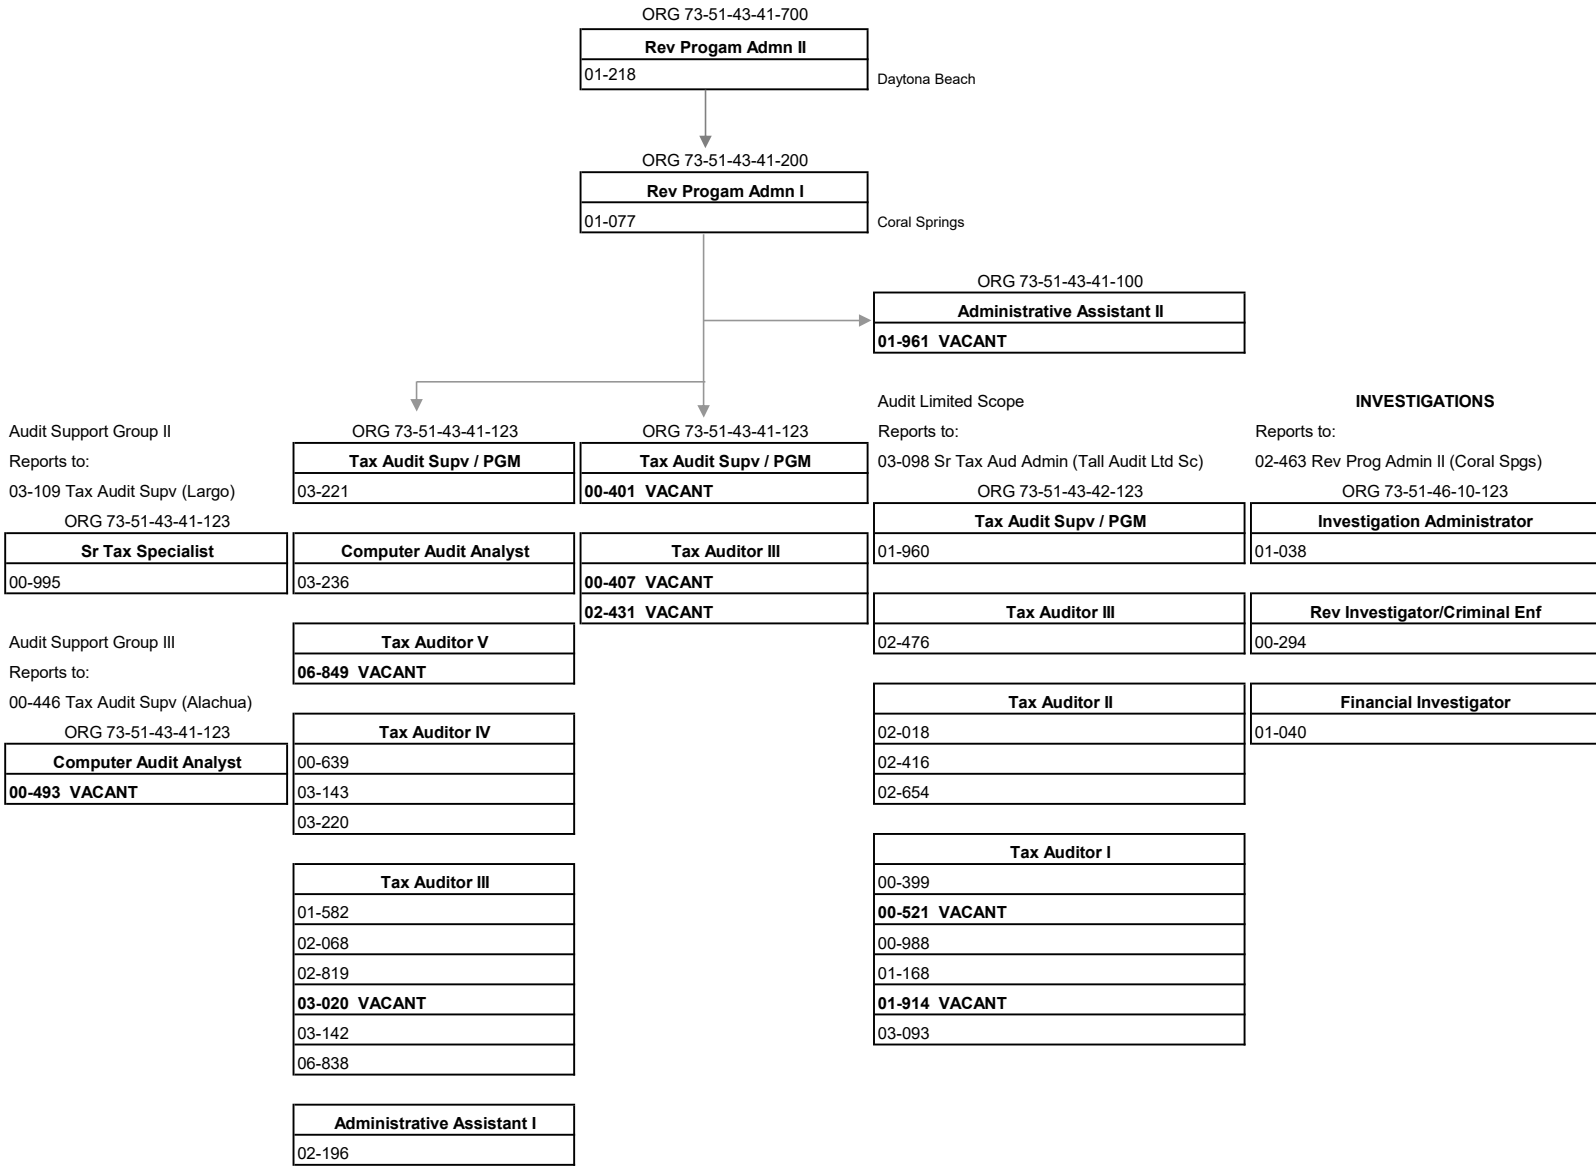 ORG 73-51-43-41-700
Rev Progam Admn II
01-218
Daytona Beach
ORG 73-51-43-41-200
Rev Progam Admn I
01-077
Coral Springs
ORG 73-51-43-41-100
Administrative Assistant II
01-961 VACANT
Audit Support Group II
Reports to:
03-109 Tax Audit Supv (Largo)
ORG 73-51-43-41-123
Sr Tax Specialist
00-995
Audit Support Group III
Reports to:
00-446 Tax Audit Supv (Alachua)
ORG 73-51-43-41-123
Computer Audit Analyst
00-493 VACANT
ORG 73-51-43-41-123
Tax Audit Supv / PGM
03-221
Computer Audit Analyst
03-236
Tax Auditor V
06-849 VACANT
Tax Auditor IV
00-639
03-143
03-220
Tax Auditor III
01-582
02-068
02-819
03-020 VACANT
03-142
06-838
Administrative Assistant I
02-196
ORG 73-51-43-41-123
Tax Audit Supv / PGM
00-401 VACANT
Tax Auditor III
00-407 VACANT
02-431 VACANT
Audit Limited Scope
Reports to:
03-098 Sr Tax Aud Admin (Tall Audit Ltd Sc)
ORG 73-51-43-42-123
Tax Audit Supv / PGM
01-960
Tax Auditor III
02-476
Tax Auditor II
02-018
02-416
02-654
Tax Auditor I
00-399
00-521 VACANT
00-988
01-168
01-914 VACANT
03-093
INVESTIGATIONS
Reports to:
02-463 Rev Prog Admin II (Coral Spgs)
ORG 73-51-46-10-123
Investigation Administrator
01-038
Rev Investigator/Criminal Enf
00-294
Financial Investigator
01-040